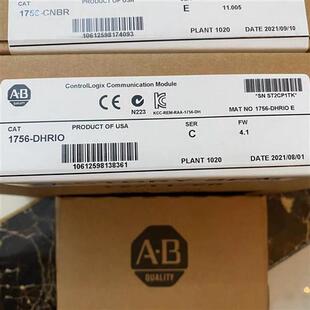 CAT
1756-CNBR
PRODUCT OF USA
10612598174093
SER
E
FW
11.005
PLANT 1020
DATE 2021/09/10
A-B
ControlLogix Communication Module
CE
N223
KCC-REM-RAA-1756-DH
*SN ST2CP1TK*
MAT NO 1756-DHRIO E
CAT
1756-DHRIO
PRODUCT OF USA
10612598138361
SER
C
FW
4.1
PLANT 1020
DATE 2021/08/01
A-B
QUALITY